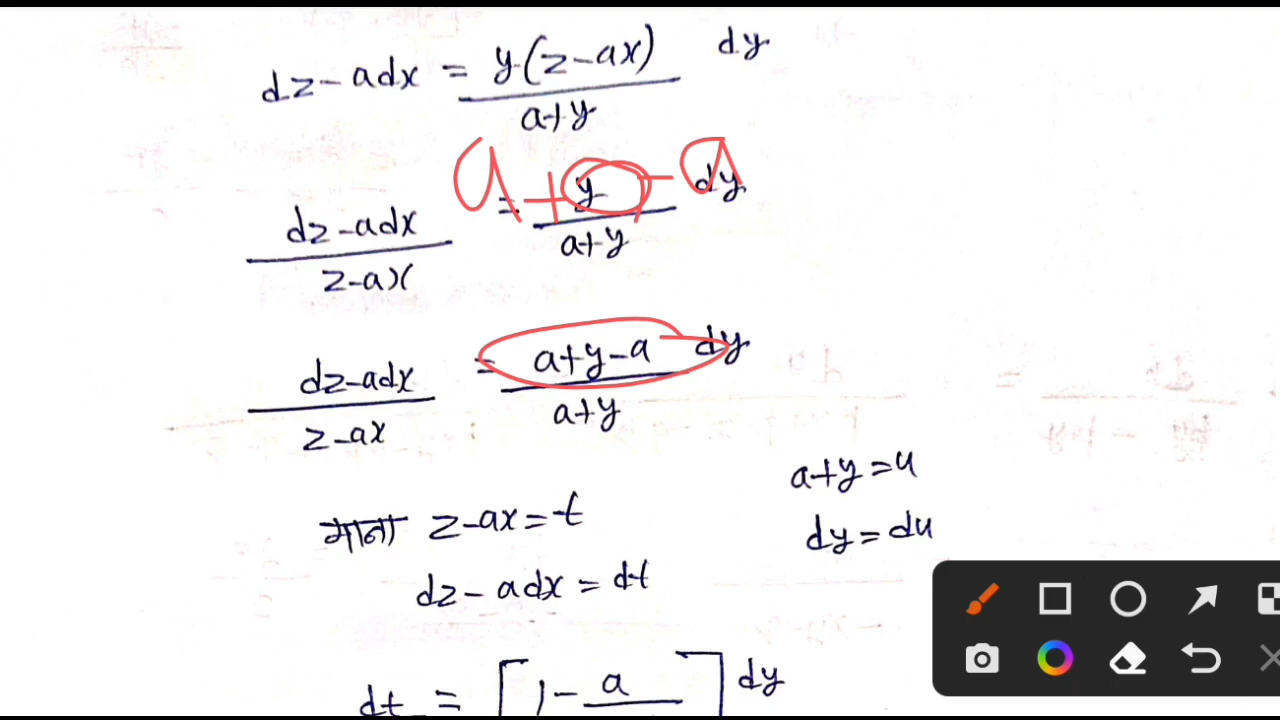 dz - adx = y(z-ax)/a+y dy
dz-adx/z-ax = y/a+y dy
a + - a
dz-adx/z-ax = a+y-a/a+y dy
माना z-ax=t
a+y=u
dz-adx = dt
dy=du
dt = [1- a dy